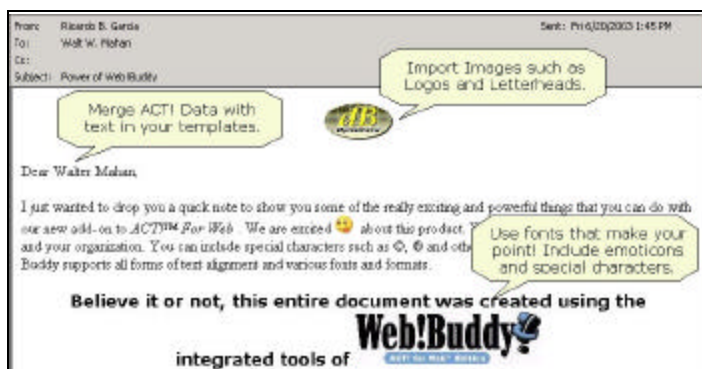 From: Ricardo B. Garcia
Sent: Fri 6/20/2003 1:45 PM
To: Walt W. Mahan
Cc:
Subject: Power of Web!Buddy
Import Images such as
Logos and Letterheads.
Merge ACT! Data with
text in your templates.
dB
Dear Walter Mahan,
I just wanted to drop you a quick note to show you some of the really exciting and powerful things that you can do with
our new add-on to ACT!™ For Web . We are excited about this product.
and your organization. You can include special characters such as ©, ® and
Buddy supports all forms of text alignment and various fonts and formats.
Use fonts that make your
point! Include emoticons
and special characters.
Believe it or not, this entire document was created using the
integrated tools of Web!Buddy